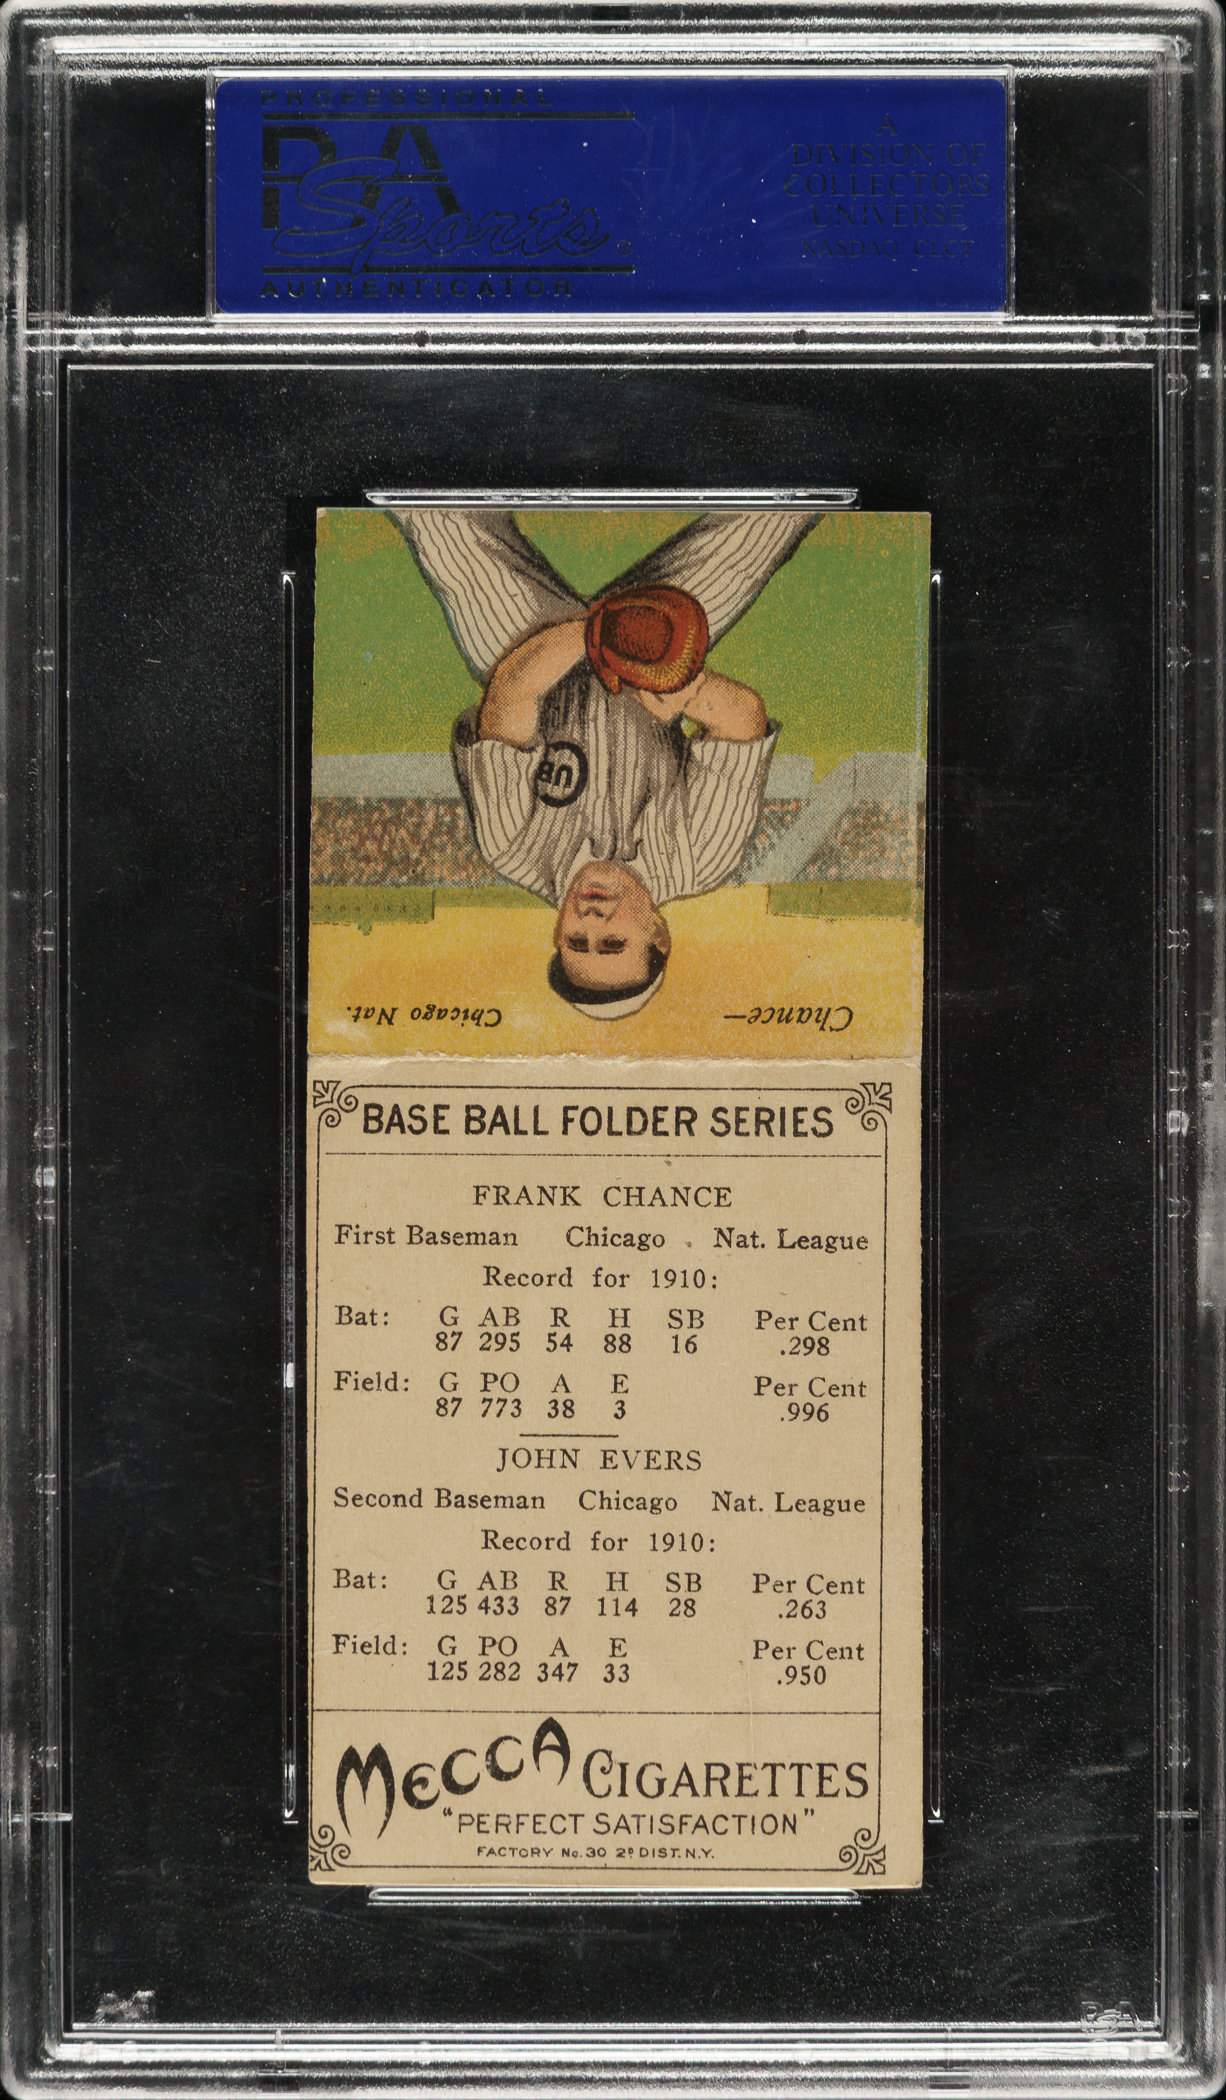 PROFESSIONAL
PSA
Sports
AUTHENTICATOR
A
DIVISION OF
COLLECTORS
UNIVERSE
NASDAQ: CLCT
CUB
Chance—
Chicago Nat.
BASE BALL FOLDER SERIES
FRANK CHANCE
First Baseman Chicago . Nat. League
Record for 1910:
Bat: G AB R H SB Per Cent
87 295 54 88 16 .298
Field: G PO A E Per Cent
87 773 38 3 .996
JOHN EVERS
Second Baseman Chicago Nat. League
Record for 1910:
Bat: G AB R H SB Per Cent
125 433 87 114 28 .263
Field: G PO A E Per Cent
125 282 347 33 .950
MECCA CIGARETTES
"PERFECT SATISFACTION"
FACTORY No. 30 2D DIST. N.Y.
PSA